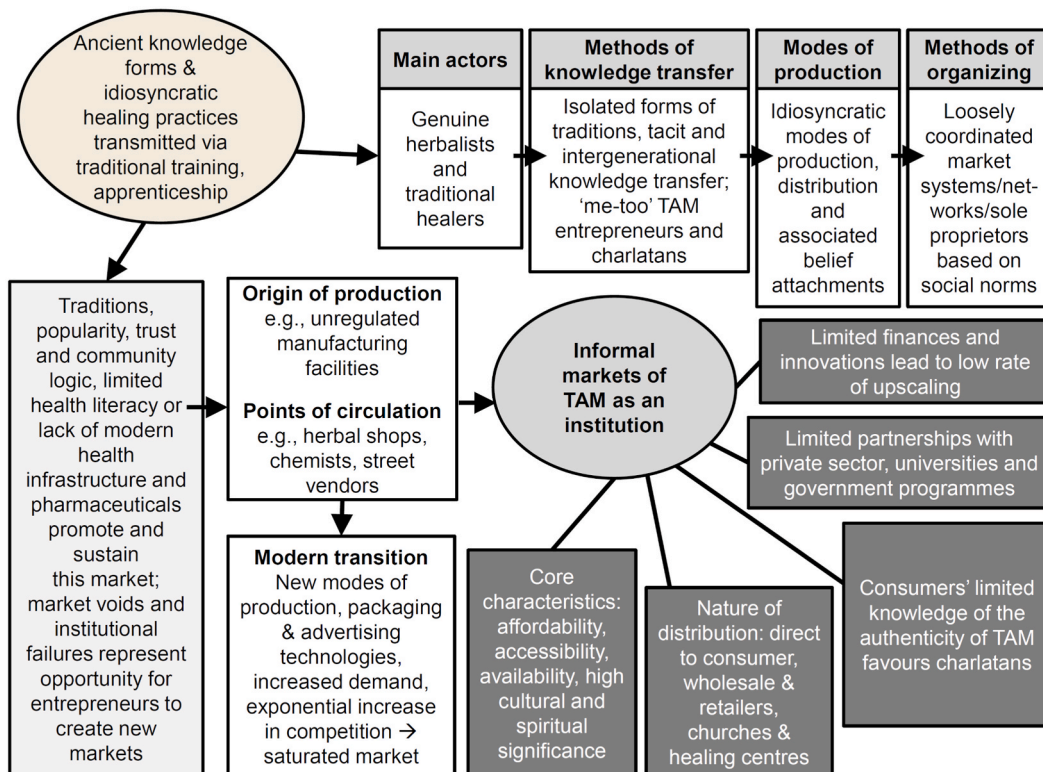 Ancient knowledge
forms &
idiosyncratic
healing practices
transmitted via
traditional training,
apprenticeship
Main actors
Genuine
herbalists
and
traditional
healers
Methods of
knowledge transfer
Isolated forms of
traditions, tacit and
intergenerational
knowledge transfer;
‘me-too’ TAM
entrepreneurs and
charlatans
Modes of
production
Idiosyncratic
modes of
production,
distribution
and
associated
belief
attachments
Methods of
organizing
Loosely
coordinated
market
systems/net-
works/sole
proprietors
based on
social norms
Traditions,
popularity, trust
and community
logic, limited
health literacy or
lack of modern
health
infrastructure and
pharmaceuticals
promote and
sustain
this market;
market voids and
institutional
failures represent
opportunity for
entrepreneurs to
create new
markets
Origin of production
e.g., unregulated
manufacturing
facilities
Points of circulation
e.g., herbal shops,
chemists, street
vendors
Modern transition
New modes of
production, packaging
& advertising
technologies,
increased demand,
exponential increase
in competition →
saturated market
Informal
markets of
TAM as an
institution
Limited finances and
innovations lead to low rate
of upscaling
Limited partnerships with
private sector, universities and
government programmes
Consumers’ limited
knowledge of the
authenticity of TAM
favours charlatans
Nature of
distribution: direct
to consumer,
wholesale &
retailers,
churches &
healing centres
Core
characteristics:
affordability,
accessibility,
availability, high
cultural and
spiritual
significance